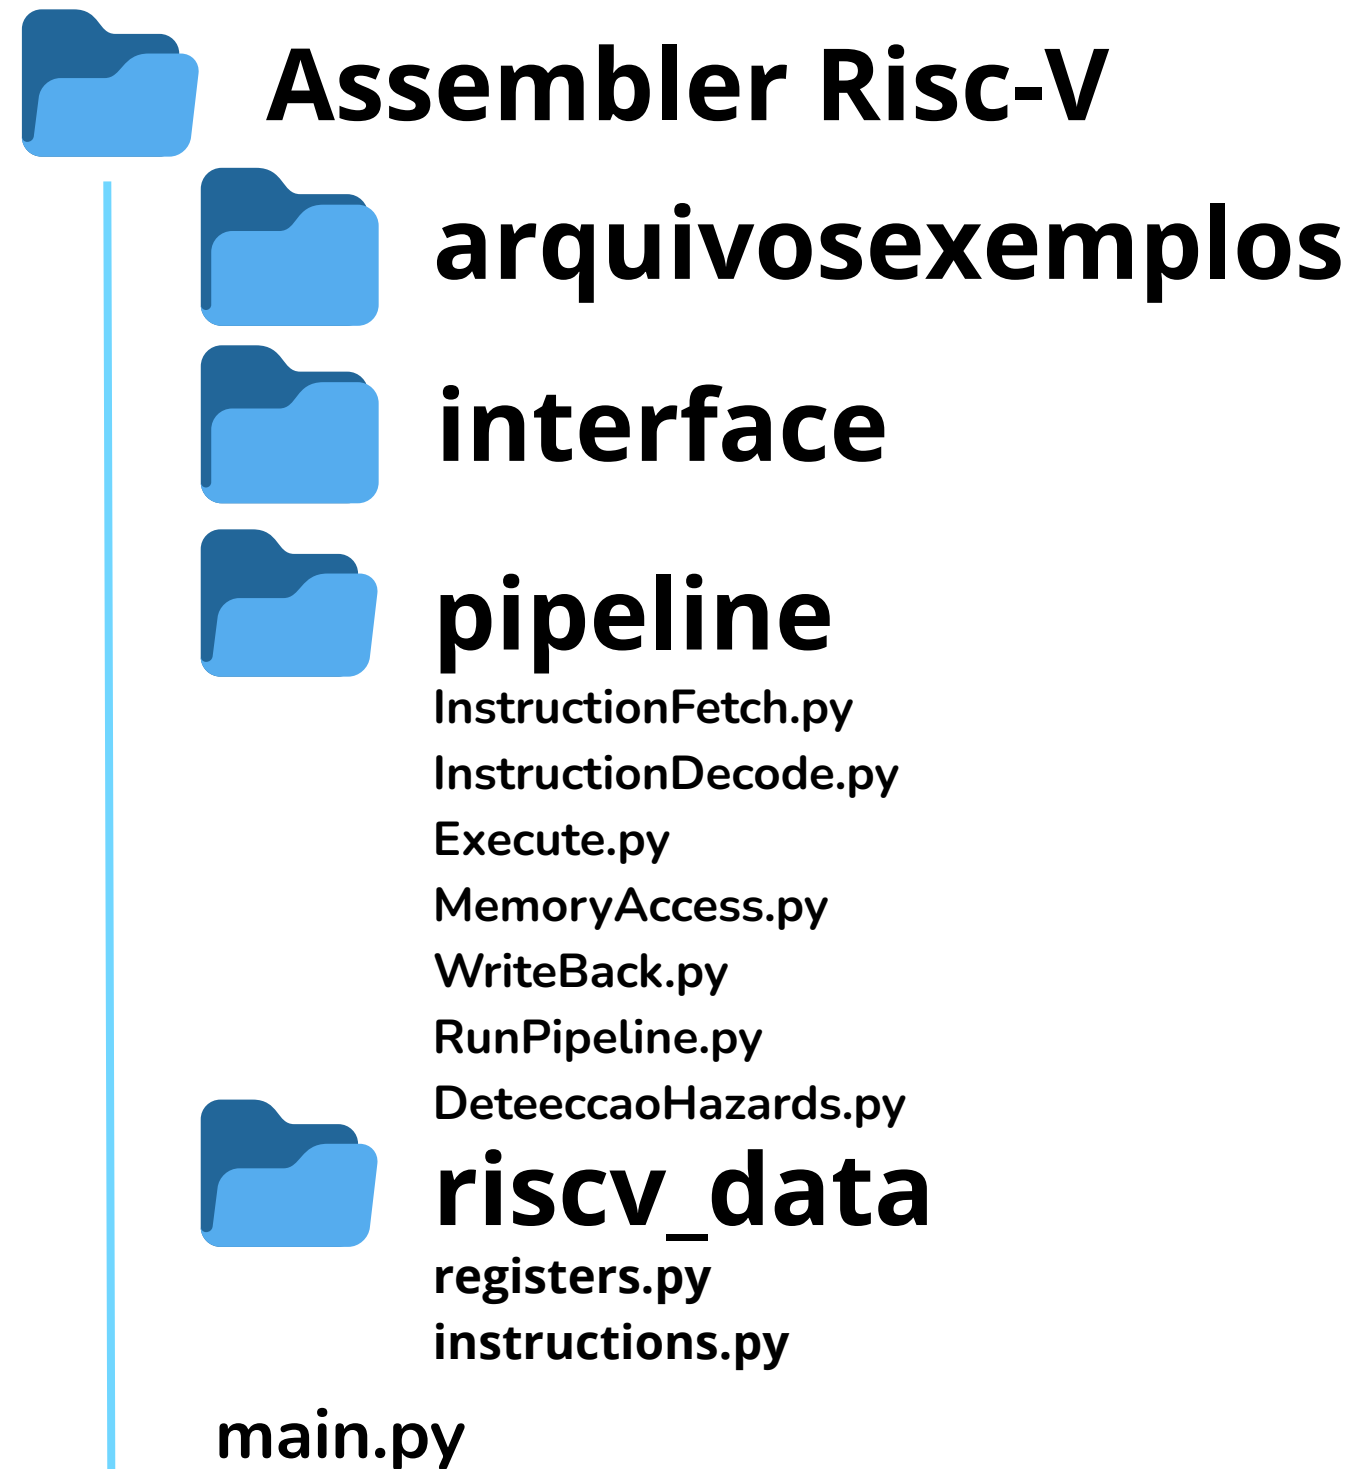 Assembler Risc-V
arquivosexemplos
interface
pipeline
InstructionFetch.py
InstructionDecode.py
Execute.py
MemoryAccess.py
WriteBack.py
RunPipeline.py
DeteeccaoHazards.py
riscv_data
registers.py
instructions.py
main.py